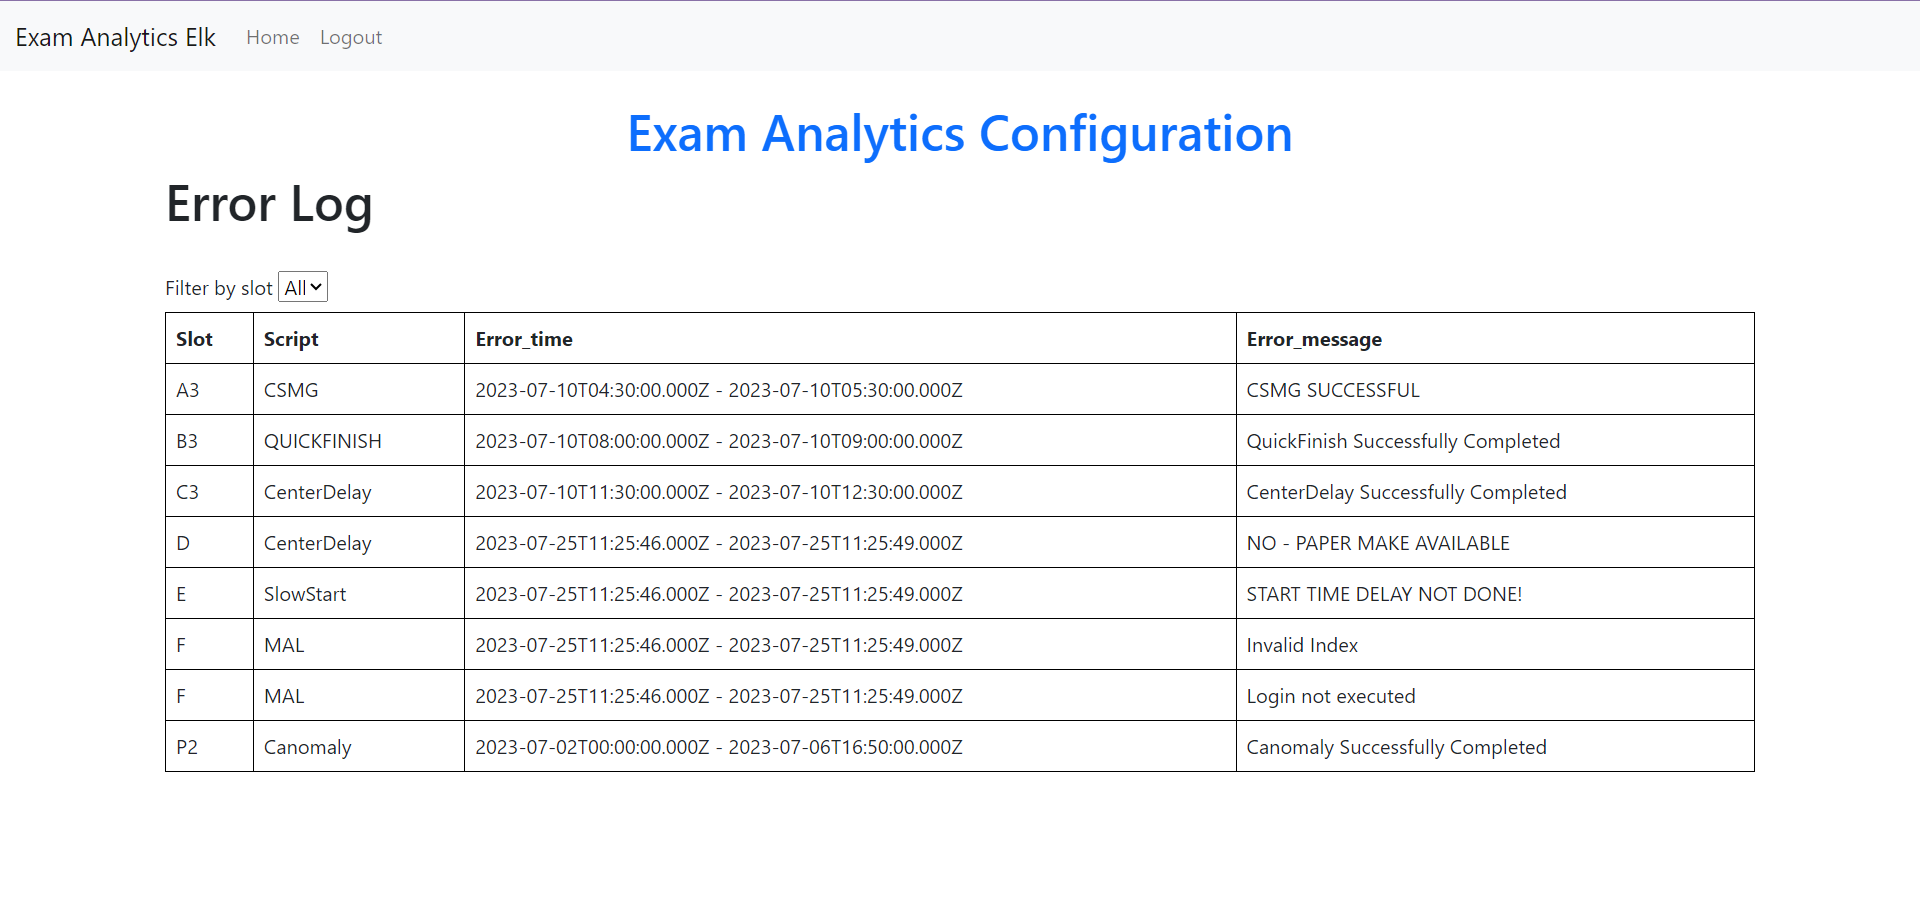 Exam Analytics Elk Home Logout
Exam Analytics Configuration
Error Log
Filter by slot All
Slot Script Error_time Error_message
A3 CSMG 2023-07-10T04:30:00.000Z - 2023-07-10T05:30:00.000Z CSMG SUCCESSFUL
B3 QUICKFINISH 2023-07-10T08:00:00.000Z - 2023-07-10T09:00:00.000Z QuickFinish Successfully Completed
C3 CenterDelay 2023-07-10T11:30:00.000Z - 2023-07-10T12:30:00.000Z CenterDelay Successfully Completed
D CenterDelay 2023-07-25T11:25:46.000Z - 2023-07-25T11:25:49.000Z NO - PAPER MAKE AVAILABLE
E SlowStart 2023-07-25T11:25:46.000Z - 2023-07-25T11:25:49.000Z START TIME DELAY NOT DONE!
F MAL 2023-07-25T11:25:46.000Z - 2023-07-25T11:25:49.000Z Invalid Index
F MAL 2023-07-25T11:25:46.000Z - 2023-07-25T11:25:49.000Z Login not executed
P2 Canomaly 2023-07-02T00:00:00.000Z - 2023-07-06T16:50:00.000Z Canomaly Successfully Completed